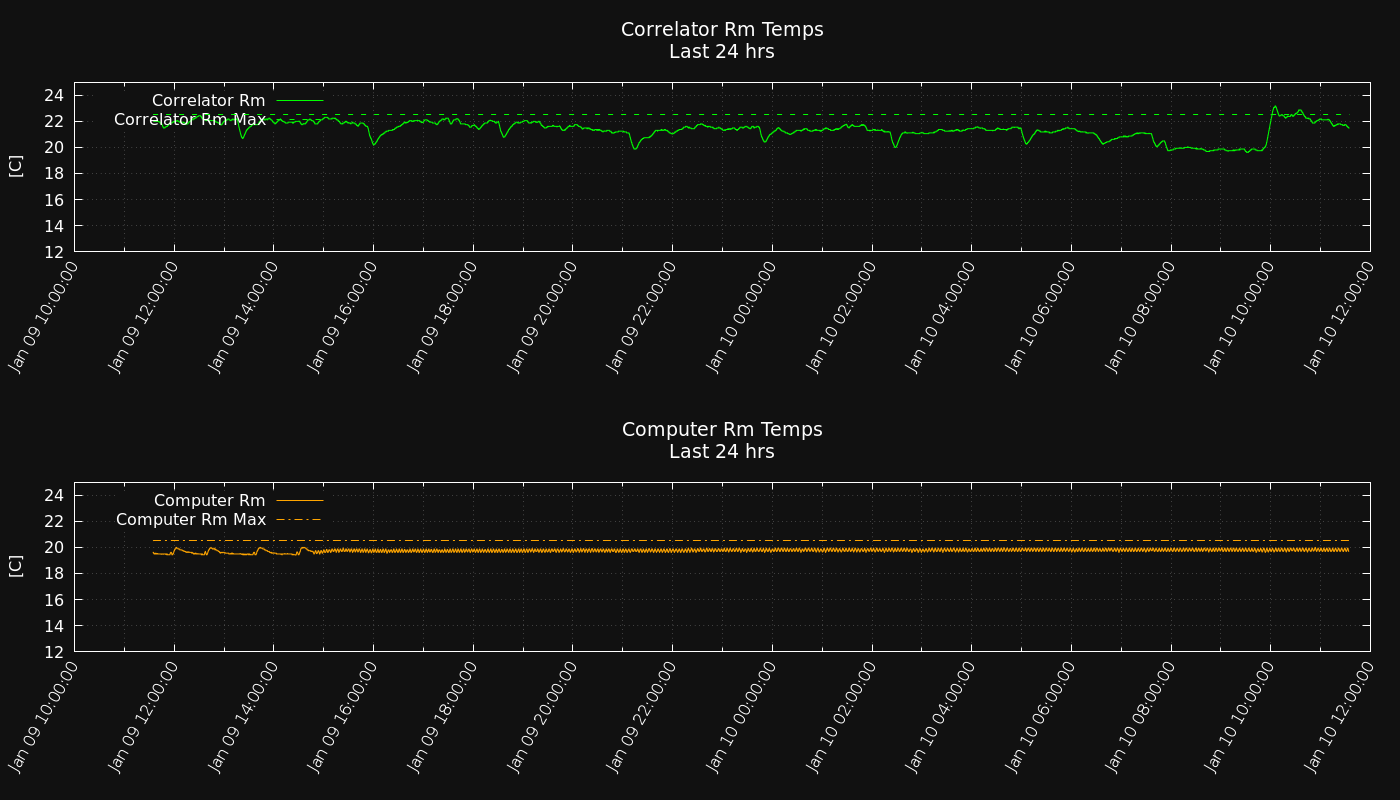 Correlator Rm Temps
Last 24 hrs
Correlator Rm
Correlator Rm Max
[C]
24
22
20
18
16
14
12
Jan 09 10:00:00
Jan 09 12:00:00
Jan 09 14:00:00
Jan 09 16:00:00
Jan 09 18:00:00
Jan 09 20:00:00
Jan 09 22:00:00
Jan 10 00:00:00
Jan 10 02:00:00
Jan 10 04:00:00
Jan 10 06:00:00
Jan 10 08:00:00
Jan 10 10:00:00
Jan 10 12:00:00
Computer Rm Temps
Last 24 hrs
Computer Rm
Computer Rm Max
[C]
24
22
20
18
16
14
12
Jan 09 10:00:00
Jan 09 12:00:00
Jan 09 14:00:00
Jan 09 16:00:00
Jan 09 18:00:00
Jan 09 20:00:00
Jan 09 22:00:00
Jan 10 00:00:00
Jan 10 02:00:00
Jan 10 04:00:00
Jan 10 06:00:00
Jan 10 08:00:00
Jan 10 10:00:00
Jan 10 12:00:00